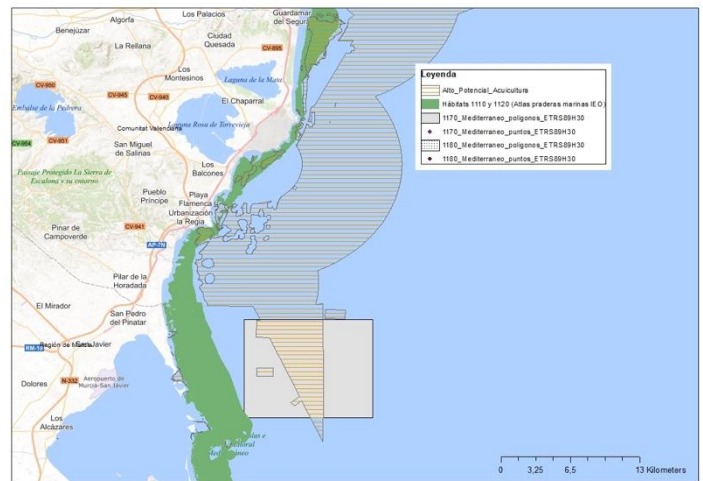 Los Palacios
Guardamar
del Segura
Algorfa
Benejúzar
Ciudad
Quesada
La Rellana
CV-895
Los
Montesinos
Laguna de la Mata
CV-950
CV-945
CV-940
El Chaparral
Embalse de la Pedrera
Comunitat Valenciana
Laguna Rosa de Torrevieja
CV-954
CV-951
San Miguel
de Salinas
Los
Balcones
Paisaje Protegido La Sierra de
Escalona y su entorno
Pueblo
Príncipe
Playa
Flamenca
Urbanización
la Regia
Pinar de
Campoverde
CV-941
AP-7N
Pilar de la
Horadada
El Mirador
San Pedro
del Pinatar
RM-19
Región de Murcia
San Javier
Dolores
N-332
Aeropuerto de
Murcia-San Javier
Los
Alcázares
Leyenda
Alto_Potencial_Acuicultura
Hábitats 1110 y 1120 (Atlas praderas marinas IEO)
1170_Mediterraneo_poligonos_ETRS89H30
1170_Mediterraneo_puntos_ETRS89H30
1180_Mediterraneo_poligonos_ETRS89H30
1180_Mediterraneo_puntos_ETRS89H30
0 3,25 6,5 13 Kilometers